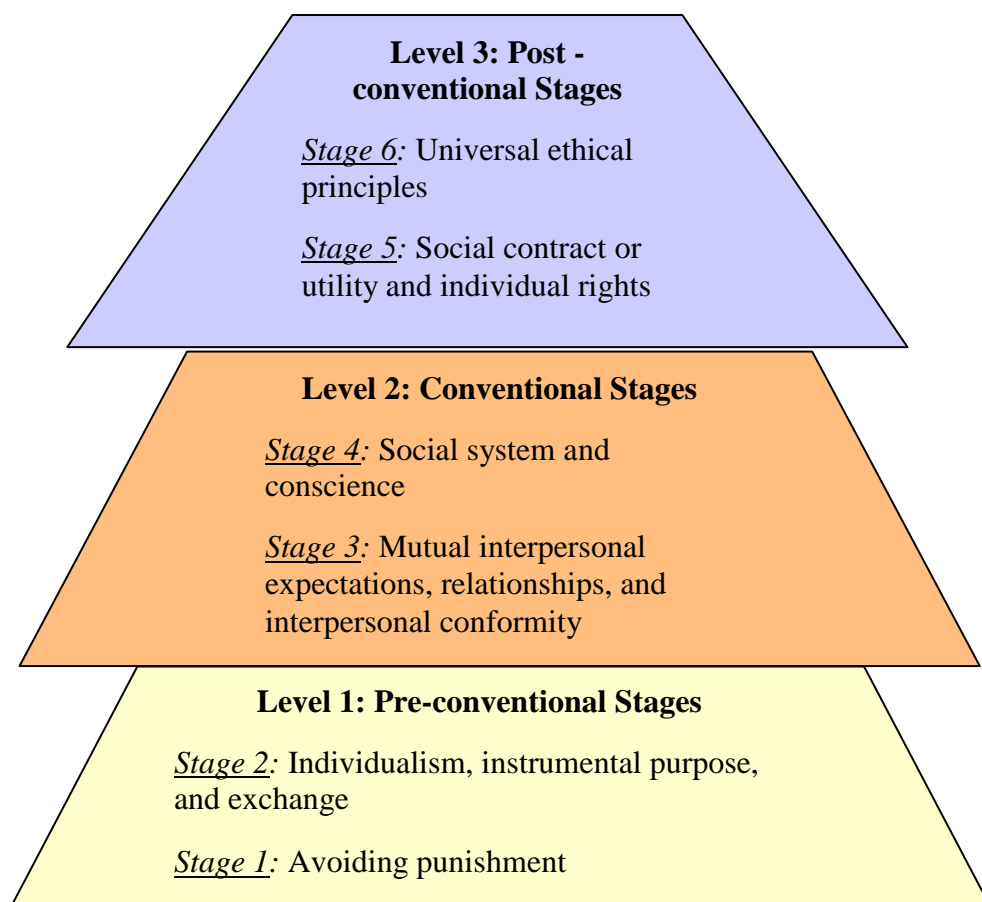 Level 3: Post -
conventional Stages
Stage 6: Universal ethical
principles
Stage 5: Social contract or
utility and individual rights
Level 2: Conventional Stages
Stage 4: Social system and
conscience
Stage 3: Mutual interpersonal
expectations, relationships, and
interpersonal conformity
Level 1: Pre-conventional Stages
Stage 2: Individualism, instrumental purpose,
and exchange
Stage 1: Avoiding punishment